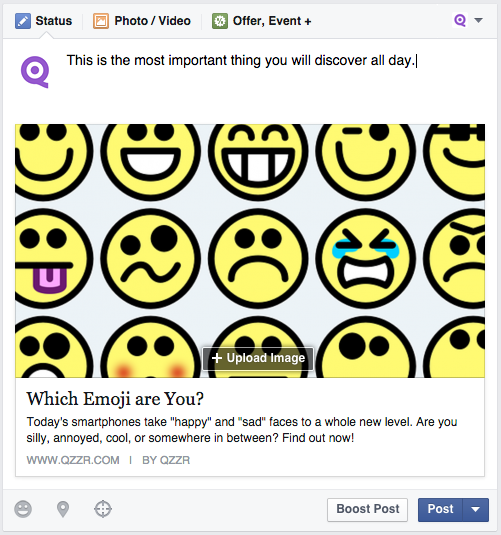 Status Photo / Video Offer, Event +
This is the most important thing you will discover all day.
+ Upload Image
Which Emoji are You?
Today's smartphones take "happy" and "sad" faces to a whole new level. Are you
silly, annoyed, cool, or somewhere in between? Find out now!
WWW.QZZR.COM | BY QZZR
Boost Post Post